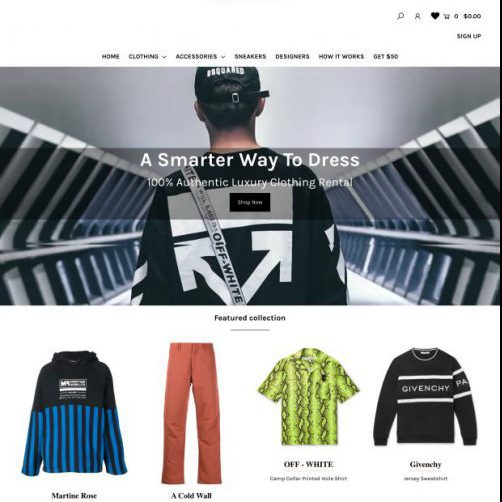 0 $0.00
SIGN UP
HOME CLOTHING ACCESSORIES SNEAKERS DESIGNERS HOW IT WORKS GET $50
DSQUARED
A Smarter Way To Dress
100% Authentic Luxury Clothing Rental
Shop Now
OFF-WHITE
Featured collection
MARTINE
ROSE
GIVENCHY PA
OFF - WHITE
Givenchy
Camp Collar Printed Voile Shirt
Jersey Sweatshirt
Martine Rose
A Cold Wall